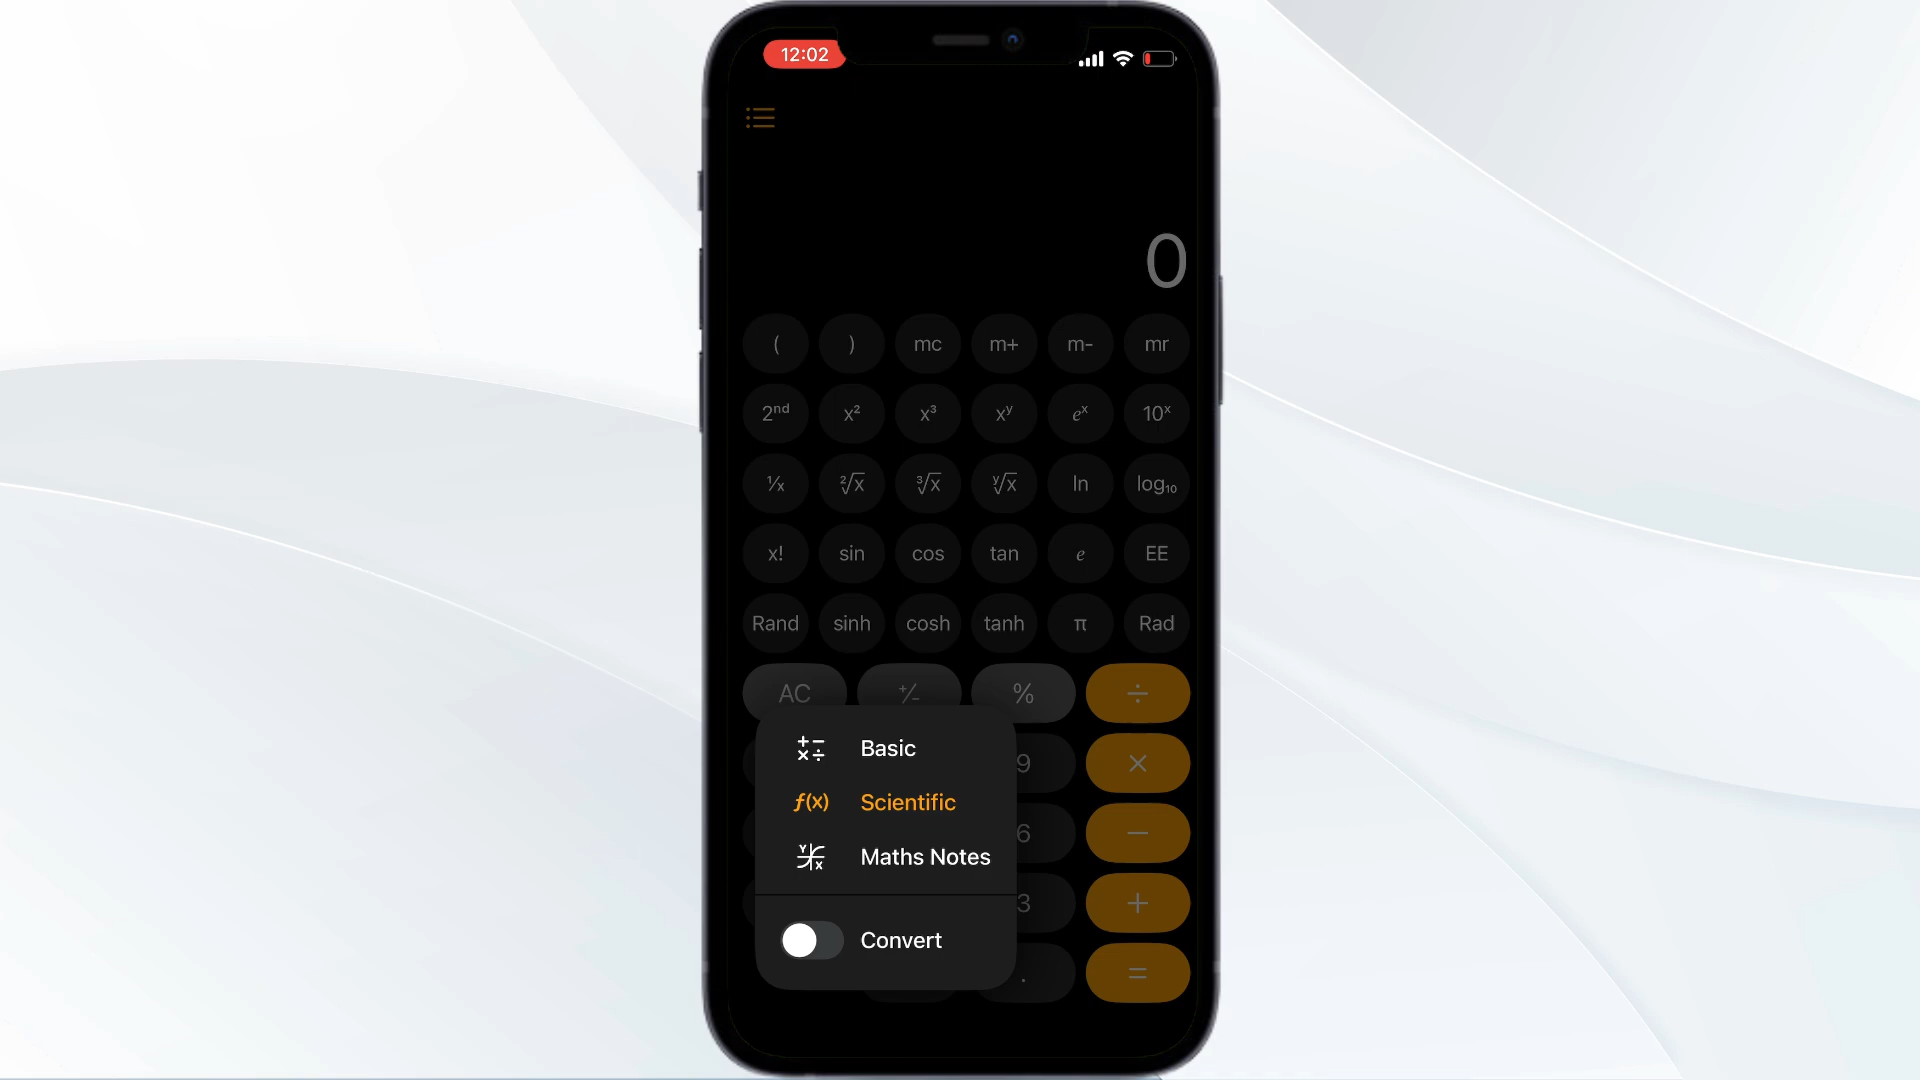 12:02
0
( ) mc m+ m- mr
2ⁿᵈ x² x³ xʸ eˣ 10ˣ
¹⁄ₓ ²√x ³√x ʸ√x ln log₁₀
x! sin cos tan e EE
Rand sinh cosh tanh π Rad
AC ⁺⁄₋ % ÷
Basic
9 ×
f(x) Scientific
6 −
Maths Notes
3 +
Convert
. =